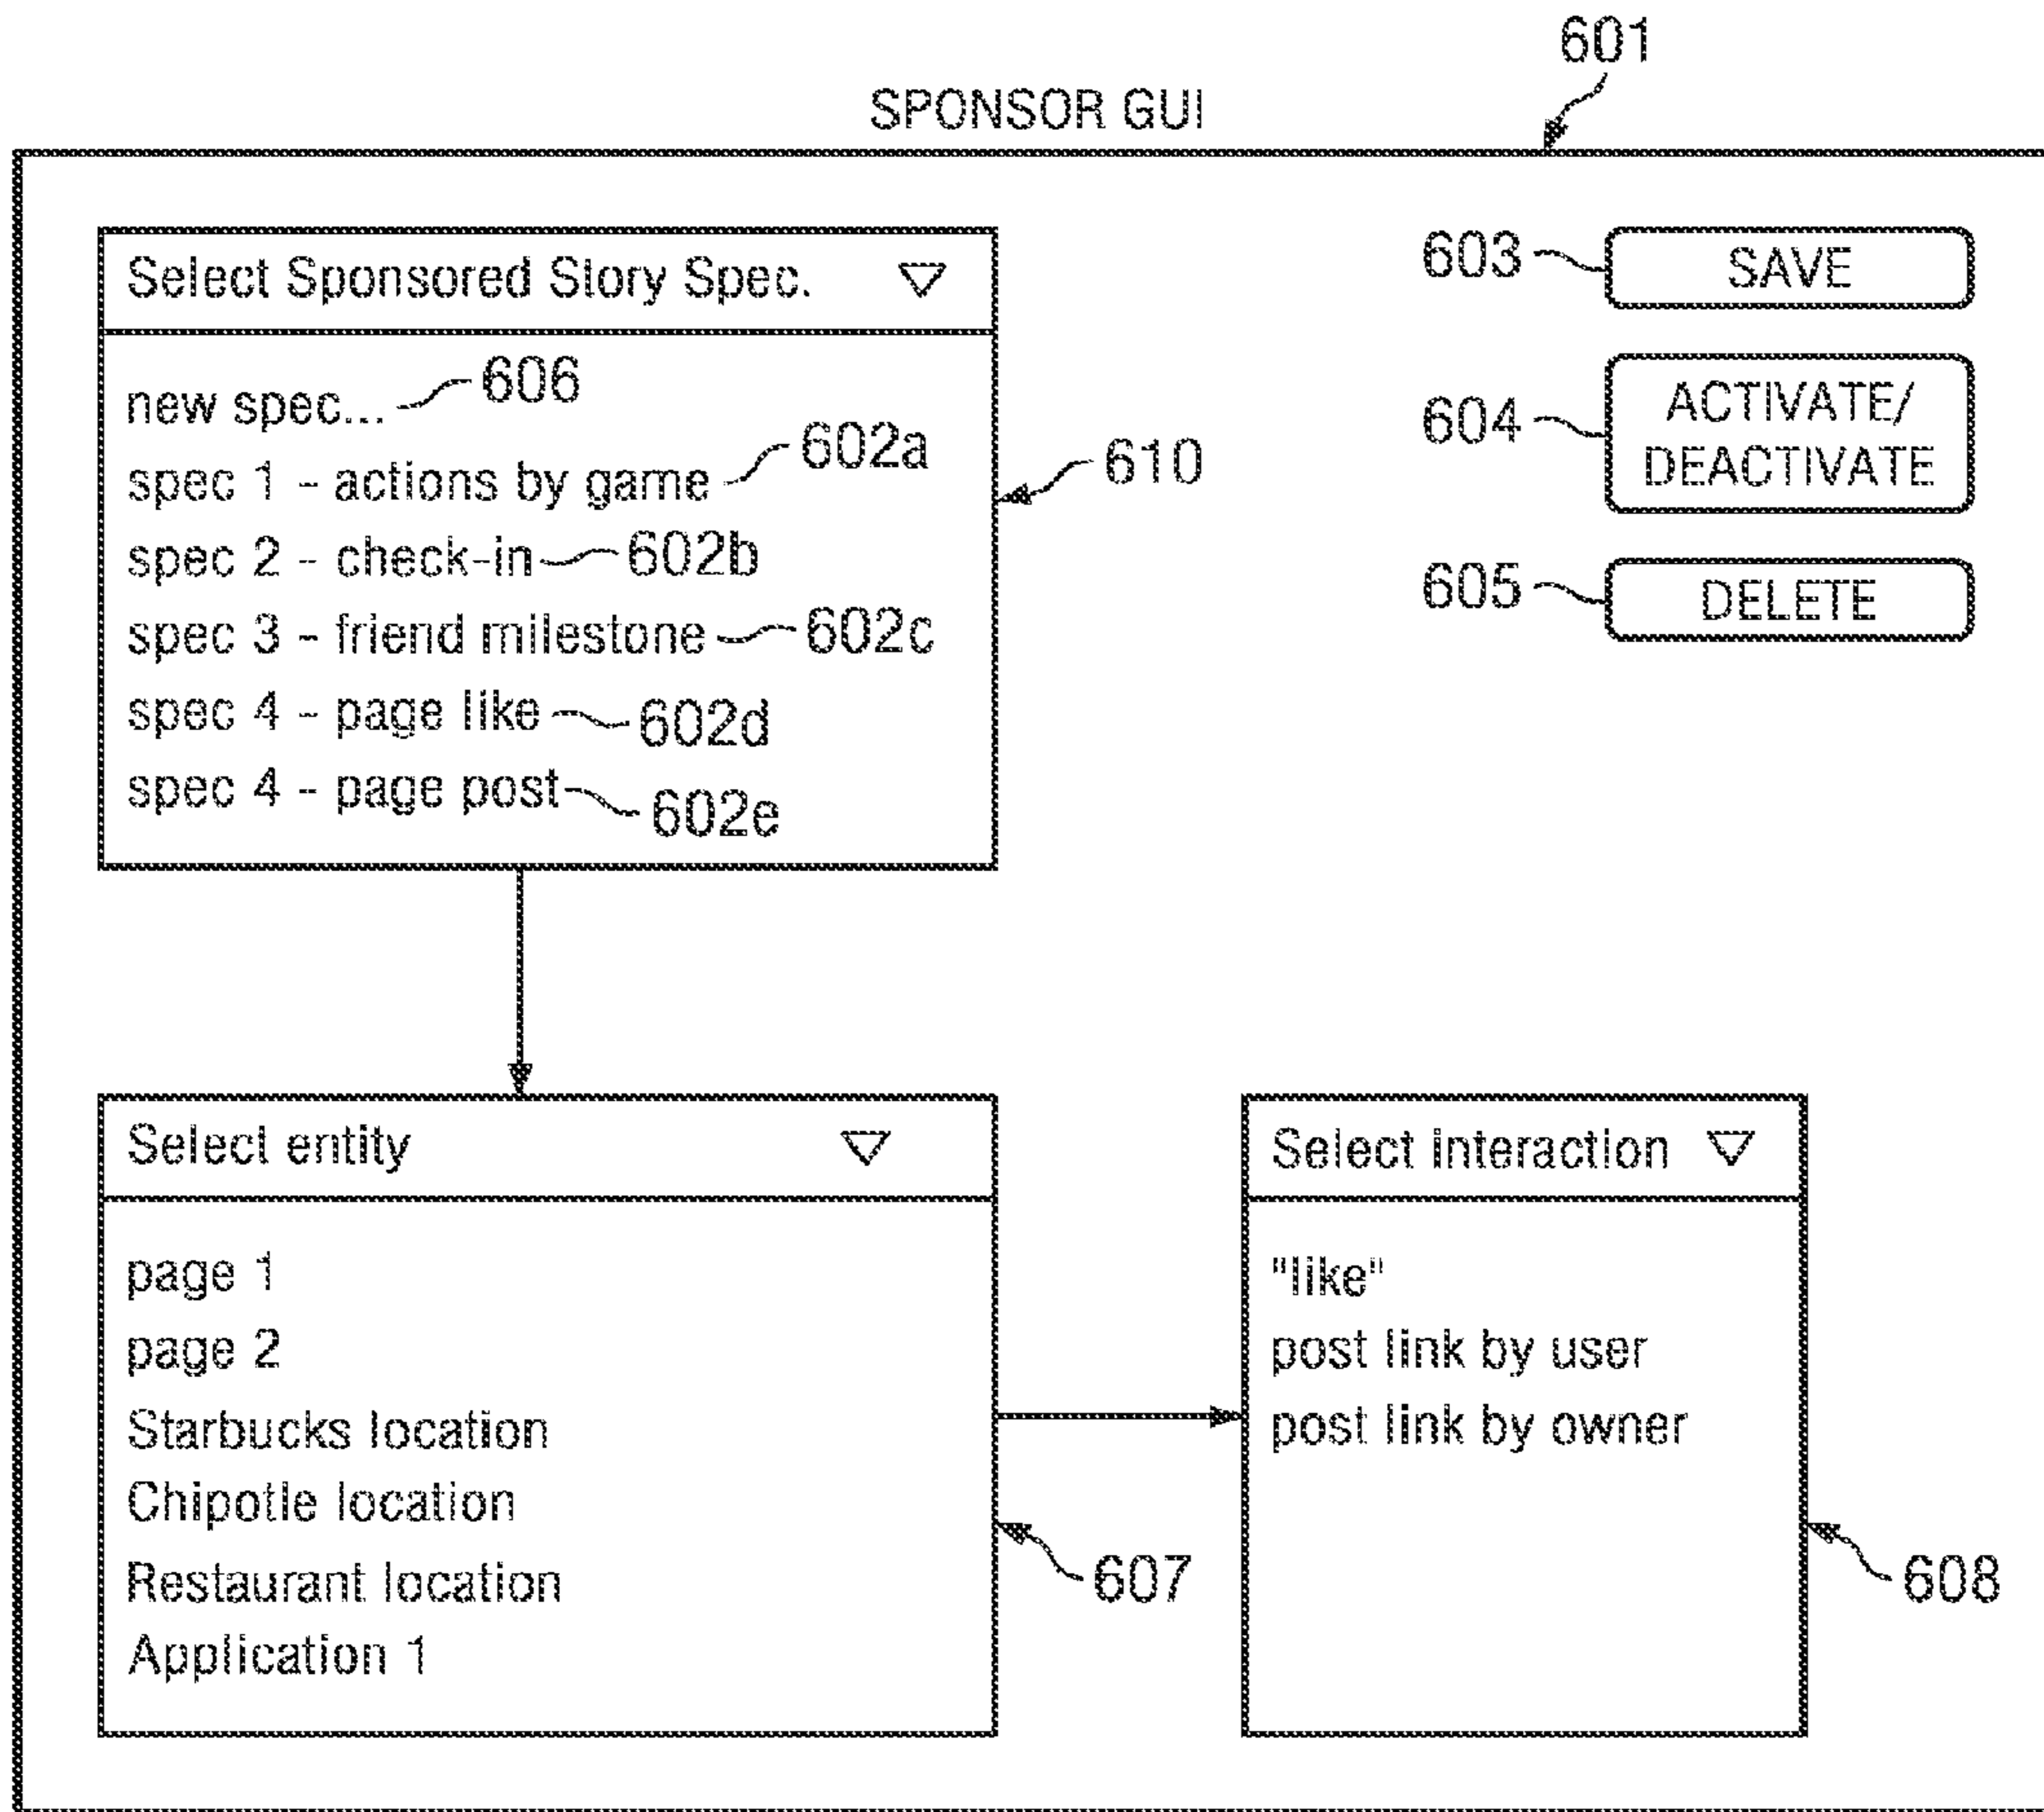 601
SPONSOR GUI
Select Sponsored Story Spec.
new spec... 606
spec 1 - actions by game 602a
spec 2 - check-in 602b
spec 3 - friend milestone 602c
spec 4 - page like 602d
spec 4 - page post 602e
610
603 SAVE
604 ACTIVATE/
DEACTIVATE
605 DELETE
Select entity
page 1
page 2
Starbucks location
Chipotle location
Restaurant location
Application 1
607
Select interaction
"like"
post link by user
post link by owner
608